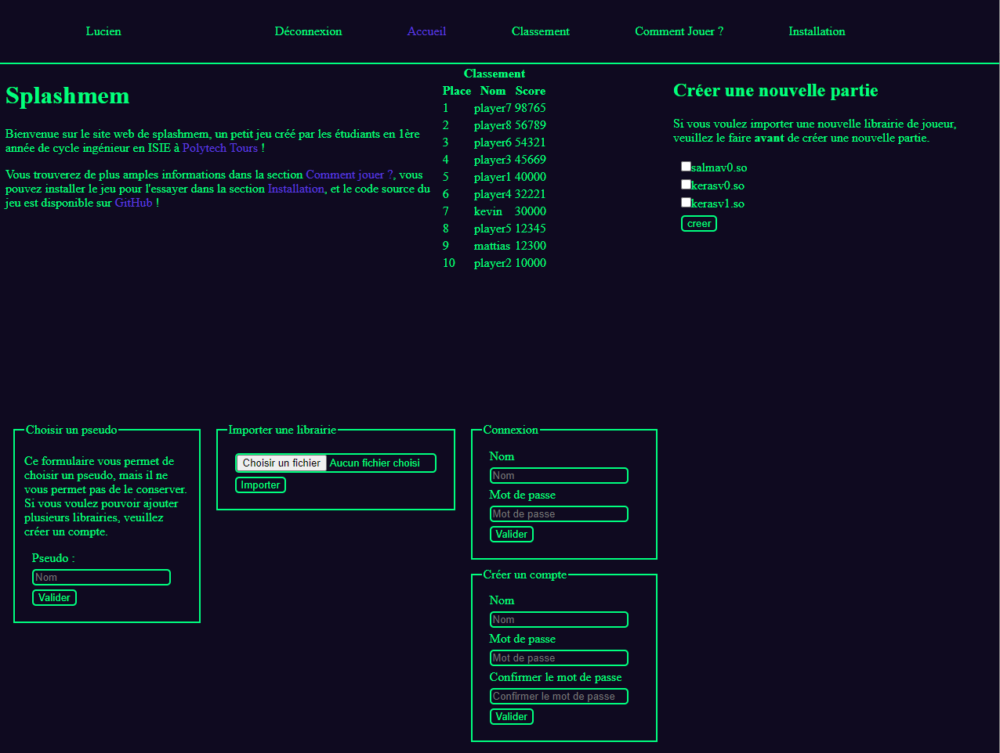 Lucien
Déconnexion
Accueil
Classement
Comment Jouer ?
Installation
Splashmem
Bienvenue sur le site web de splashmem, un petit jeu créé par les étudiants en 1ère
année de cycle ingénieur en ISIE à Polytech Tours !
Vous trouverez de plus amples informations dans la section Comment jouer ?, vous
pouvez installer le jeu pour l'essayer dans la section Installation, et le code source du
jeu est disponible sur GitHub !
Classement
Place Nom Score
1 player7 98765
2 player8 56789
3 player6 54321
4 player3 45669
5 player1 40000
6 player4 32221
7 kevin 30000
8 player5 12345
9 mattias 12300
10 player2 10000
Créer une nouvelle partie
Si vous voulez importer une nouvelle librairie de joueur,
veuillez le faire avant de créer une nouvelle partie.
salmav0.so
kerasv0.so
kerasv1.so
creer
Choisir un pseudo
Ce formulaire vous permet de
choisir un pseudo, mais il ne
vous permet pas de le conserver.
Si vous voulez pouvoir ajouter
plusieurs librairies, veuillez
créer un compte.
Pseudo :
Nom
Valider
Importer une librairie
Choisir un fichier Aucun fichier choisi
Importer
Connexion
Nom
Nom
Mot de passe
Mot de passe
Valider
Créer un compte
Nom
Nom
Mot de passe
Mot de passe
Confirmer le mot de passe
Confirmer le mot de passe
Valider